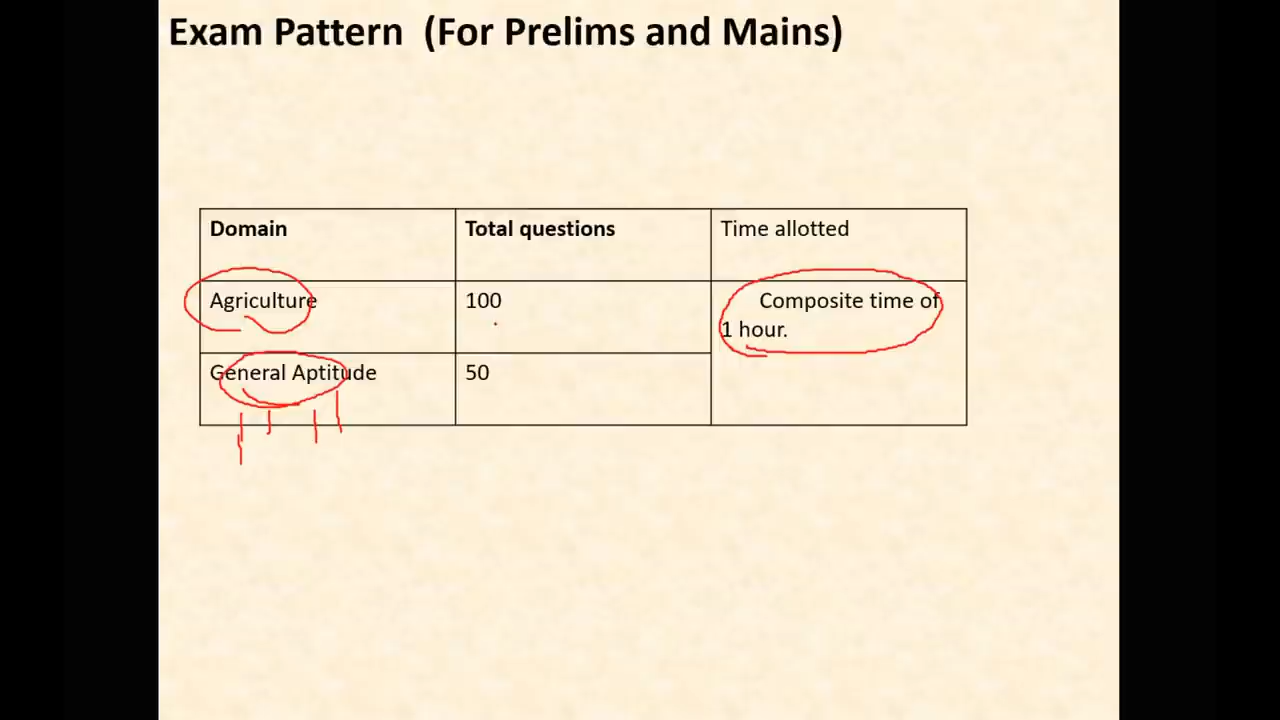 Exam Pattern (For Prelims and Mains)
Domain Total questions Time allotted
Agriculture 100 Composite time of
1 hour.
General Aptitude 50